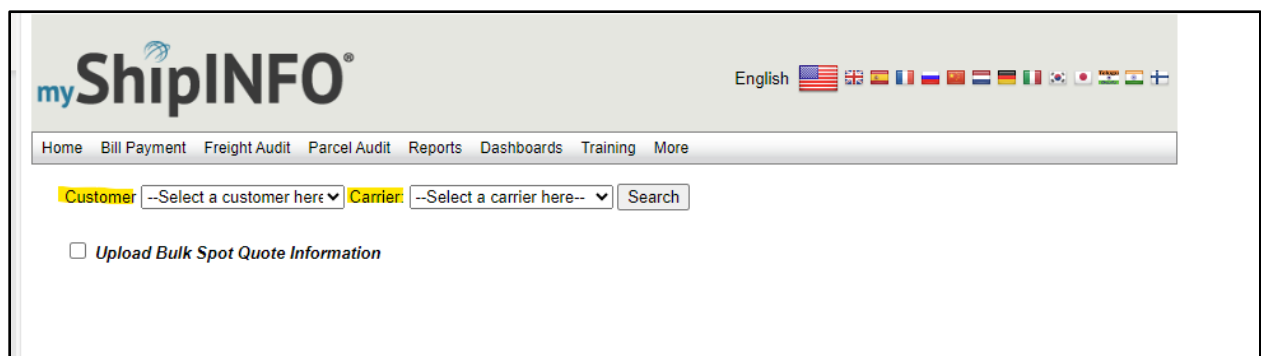 myShipINFO®
English
Home Bill Payment Freight Audit Parcel Audit Reports Dashboards Training More
Customer --Select a customer here Carrier: --Select a carrier here-- Search
Upload Bulk Spot Quote Information